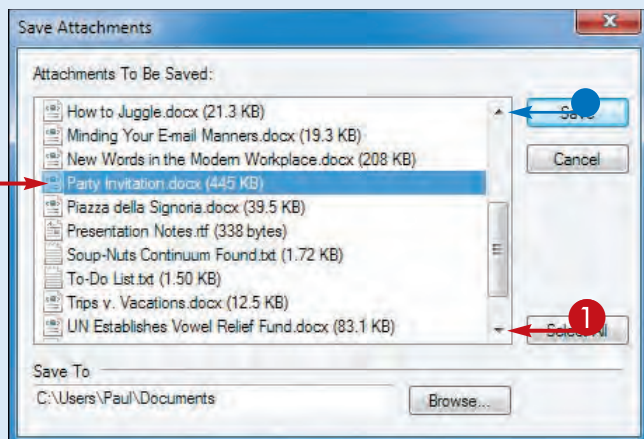 Save Attachments
Attachments To Be Saved:
How to Juggle.docx (21.3 KB)
Minding Your E-mail Manners.docx (19.3 KB)
New Words in the Modern Workplace.docx (208 KB)
Party Invitation.docx (445 KB)
Piazza della Signoria.docx (39.5 KB)
Presentation Notes.rtf (338 bytes)
Soup-Nuts Continuum Found.txt (1.72 KB)
To-Do List.txt (1.50 KB)
Trips v. Vacations.docx (12.5 KB)
UN Establishes Vowel Relief Fund.docx (83.1 KB)
Save
Cancel
1
Select All
Save To
C:\Users\Paul\Documents
Browse...